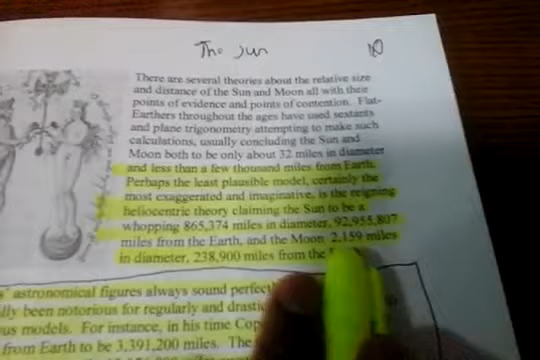 The sun
10
There are several theories about the relative size
and distance of the Sun and Moon all with their
points of evidence and points of contention. Flat-
Earthers throughout the ages have used sextants
and plane trigonometry attempting to make such
calculations, usually concluding the Sun and
Moon both to be only about 32 miles in diameter
and less than a few thousand miles from Earth.
Perhaps the least plausible model, certainly the
most exaggerated and imaginative, is the reigning
heliocentric theory claiming the Sun to be a
whopping 865,374 miles in diameter, 92,955,807
miles from the Earth, and the Moon 2,159 miles
in diameter, 238,900 miles from the
astronomical figures always sound perfect
been notorious for regularly and
models. For instance, in his time Cop
from Earth to be 3,391,200 miles. The